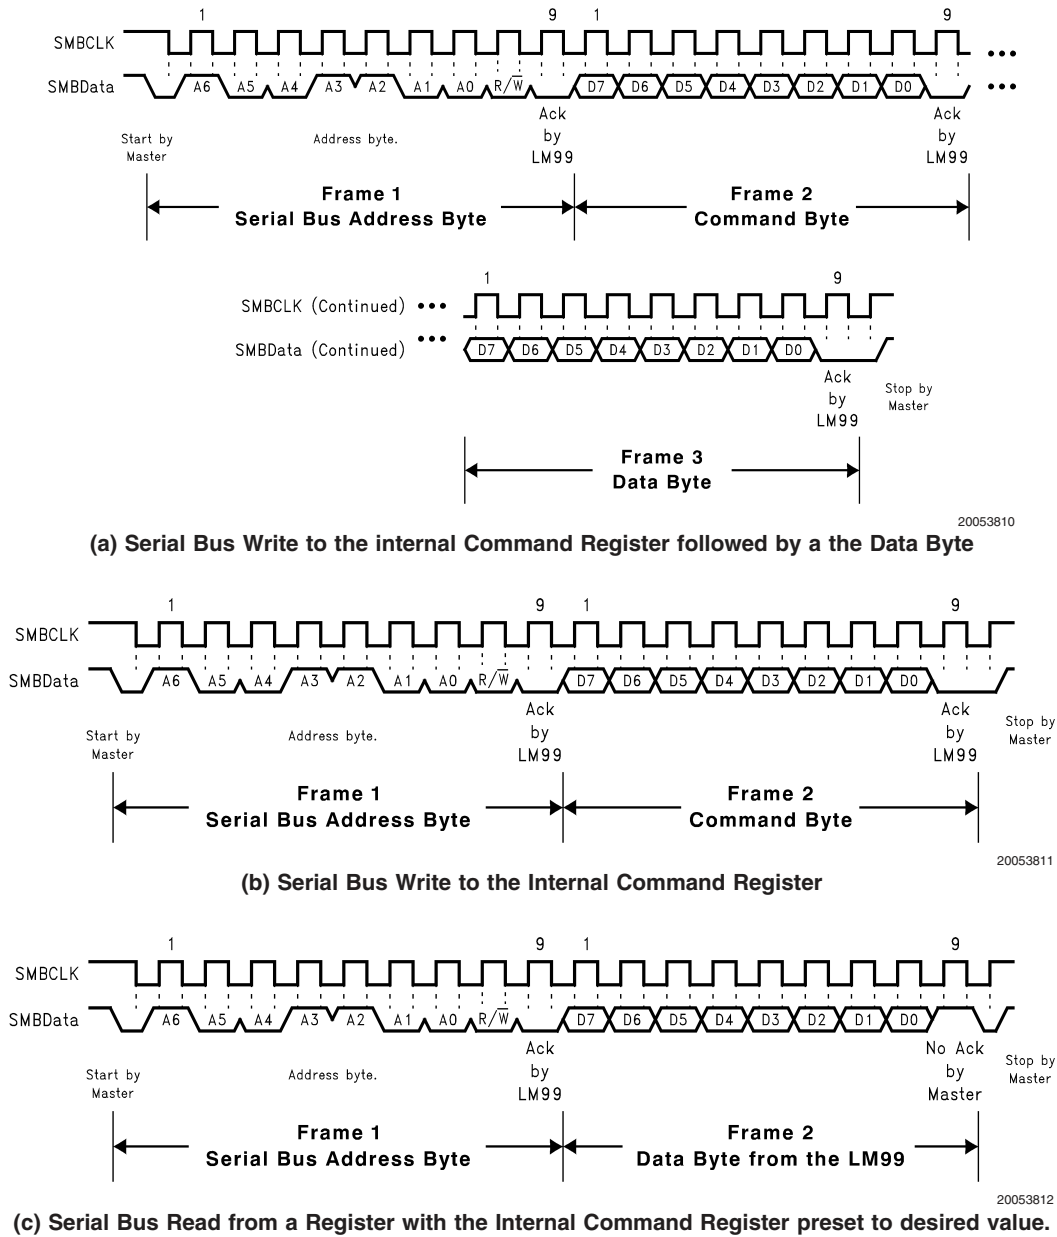 1 9 1 9
SMBCLK
SMBData A6 A5 A4 A3 A2 A1 A0 R/W̅ D7 D6 D5 D4 D3 D2 D1 D0
Start by Master
Address byte.
Ack by LM99
Ack by LM99
Frame 1
Serial Bus Address Byte
Frame 2
Command Byte
1 9
SMBCLK (Continued)
SMBData (Continued) D7 D6 D5 D4 D3 D2 D1 D0
Ack by LM99
Stop by Master
Frame 3
Data Byte
20053810
(a) Serial Bus Write to the internal Command Register followed by a the Data Byte
1 9 1 9
SMBCLK
SMBData A6 A5 A4 A3 A2 A1 A0 R/W̅ D7 D6 D5 D4 D3 D2 D1 D0
Start by Master
Address byte.
Ack by LM99
Ack by LM99
Stop by Master
Frame 1
Serial Bus Address Byte
Frame 2
Command Byte
20053811
(b) Serial Bus Write to the Internal Command Register
1 9 1 9
SMBCLK
SMBData A6 A5 A4 A3 A2 A1 A0 R/W̅ D7 D6 D5 D4 D3 D2 D1 D0
Start by Master
Address byte.
Ack by LM99
No Ack by Master
Stop by Master
Frame 1
Serial Bus Address Byte
Frame 2
Data Byte from the LM99
20053812
(c) Serial Bus Read from a Register with the Internal Command Register preset to desired value.